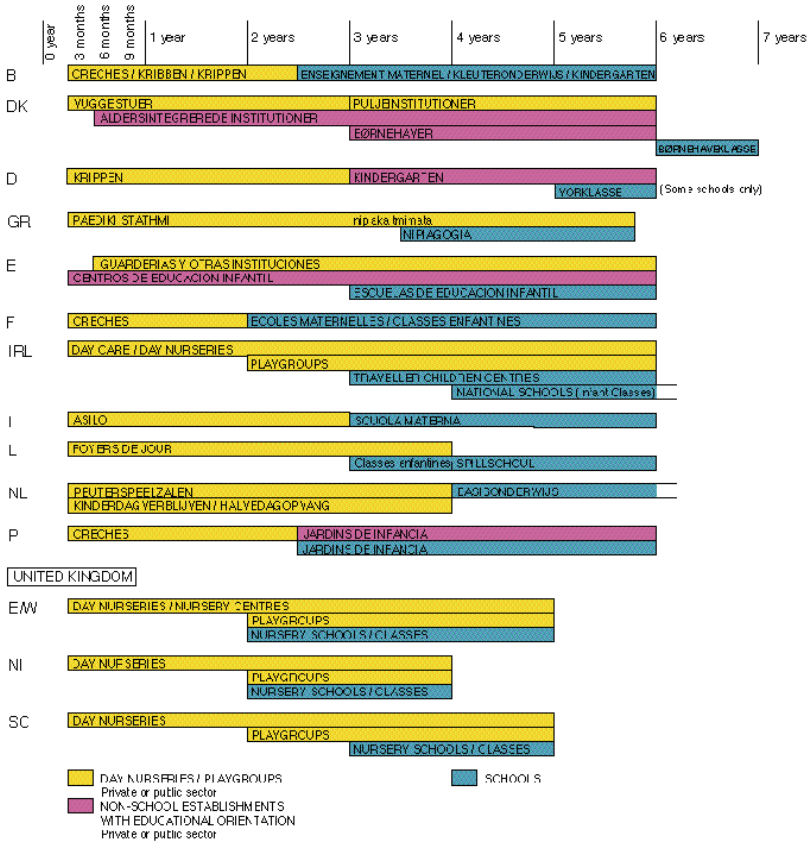 0 year
3 months
6 months
9 months
1 year
2 years
3 years
4 years
5 years
6 years
7 years
B
CRECHES / KRIBBEN / KRIPPEN
ENSEIGNEMENT MATERNEL / KLEUTERONDERWIJS / KINDERGARTEN
DK
VUGGESTUER
PULJEINSTITUTIONER
ALDERSINTEGREREDE INSTITUTIONER
BØRNEHAVER
BØRNEHAVEKLASSE
D
KRIPPEN
KINDERGARTEN
VORKLASSE
(Some schools only)
GR
PAEDIKI STATHMI
nipiaka tmimata
NIPIAGOGIA
E
GUARDERIAS Y OTRAS INSTITUCIONES
CENTROS DE EDUCACION INFANTIL
ESCUELAS DE EDUCACION INFANTIL
F
CRECHES
ECOLES MATERNELLES / CLASSES ENFANTINES
IRL
DAY CARE / DAY NURSERIES
PLAYGROUPS
TRAVELLER CHILDREN CENTRES
NATIONAL SCHOOLS (Infant Classes)
I
ASILO
SCUOLA MATERNA
L
FOYERS DE JOUR
Classes enfantines/ SPILLSCHOUL
NL
PEUTERSPEELZALEN
BASISONDERWIJS
KINDERDAGVERBLIJVEN / HALVEDAGOPVANG
P
CRECHES
JARDINS DE INFANCIA
JARDINS DE INFANCIA
UNITED KINGDOM
E/W
DAY NURSERIES / NURSERY CENTRES
PLAYGROUPS
NURSERY SCHOOLS / CLASSES
NI
DAY NURSERIES
PLAYGROUPS
NURSERY SCHOOLS / CLASSES
SC
DAY NURSERIES
PLAYGROUPS
NURSERY SCHOOLS / CLASSES
DAY NURSERIES / PLAYGROUPS
Private or public sector
SCHOOLS
NON-SCHOOL ESTABLISHMENTS
WITH EDUCATIONAL ORIENTATION
Private or public sector